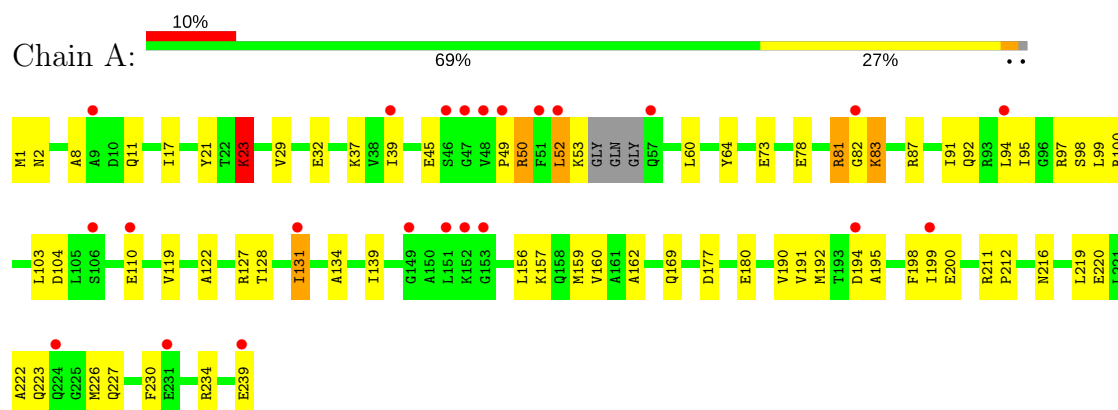 10%
Chain A:
69% 27% • •
M1 N2 A8 A9 D10 Q11 I17 Y21 T22 K23 V29 E32 K37 V38 I39 E45 S46 G47 V48 P49 R50 F51 L52 K53 GLY GLN GLY Q57 L60 Y64 E73 E78 R81 G82 K83 R87 I91 Q92 R93 L94 I95 G96 R97 S98 L99 R100
L103 D104 L105 S106 E110 V119 A122 R127 T128 I131 A134 I139 G149 A150 L151 K152 G153 L156 K157 Q158 M159 V160 A161 A162 Q169 D177 E180 V190 V191 M192 T193 D194 A195 F198 I199 E200 R211 P212 N216 L219 E220 L221
A222 Q223 Q224 G225 M226 Q227 F230 E231 R234 E239